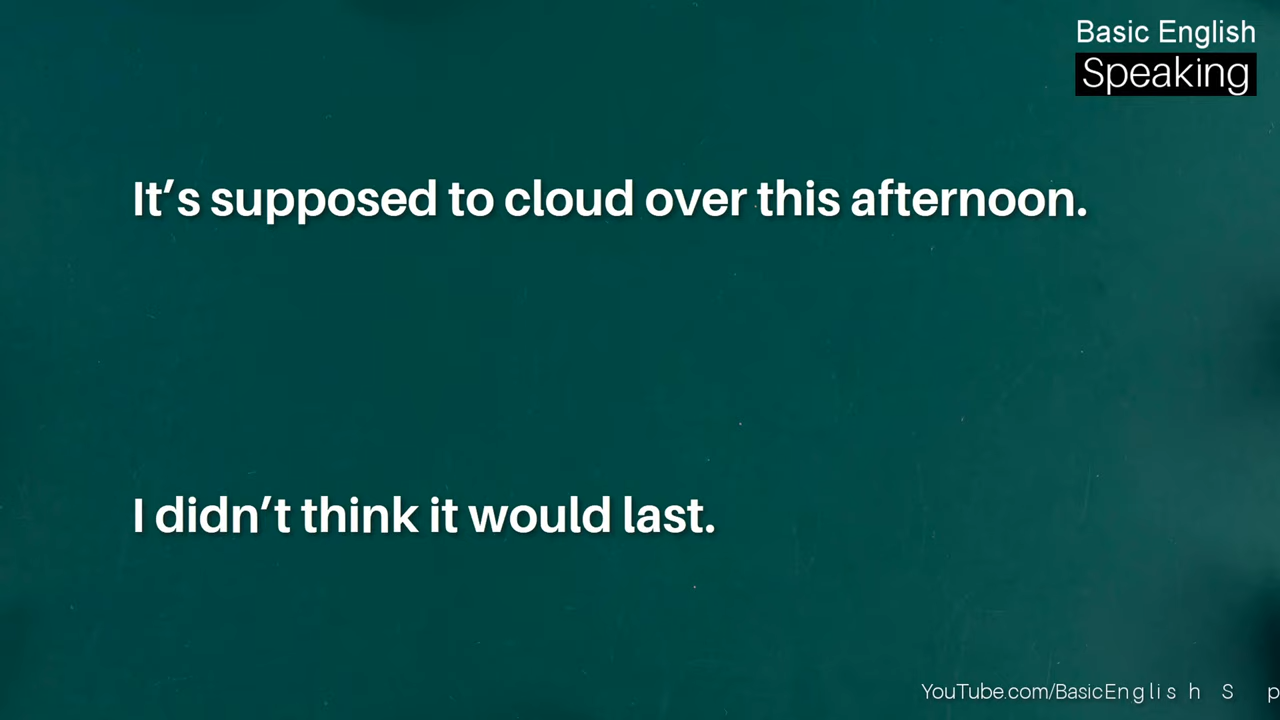 Basic English
Speaking
It’s supposed to cloud over this afternoon.
I didn’t think it would last.
YouTube.com/BasicEnglish S p